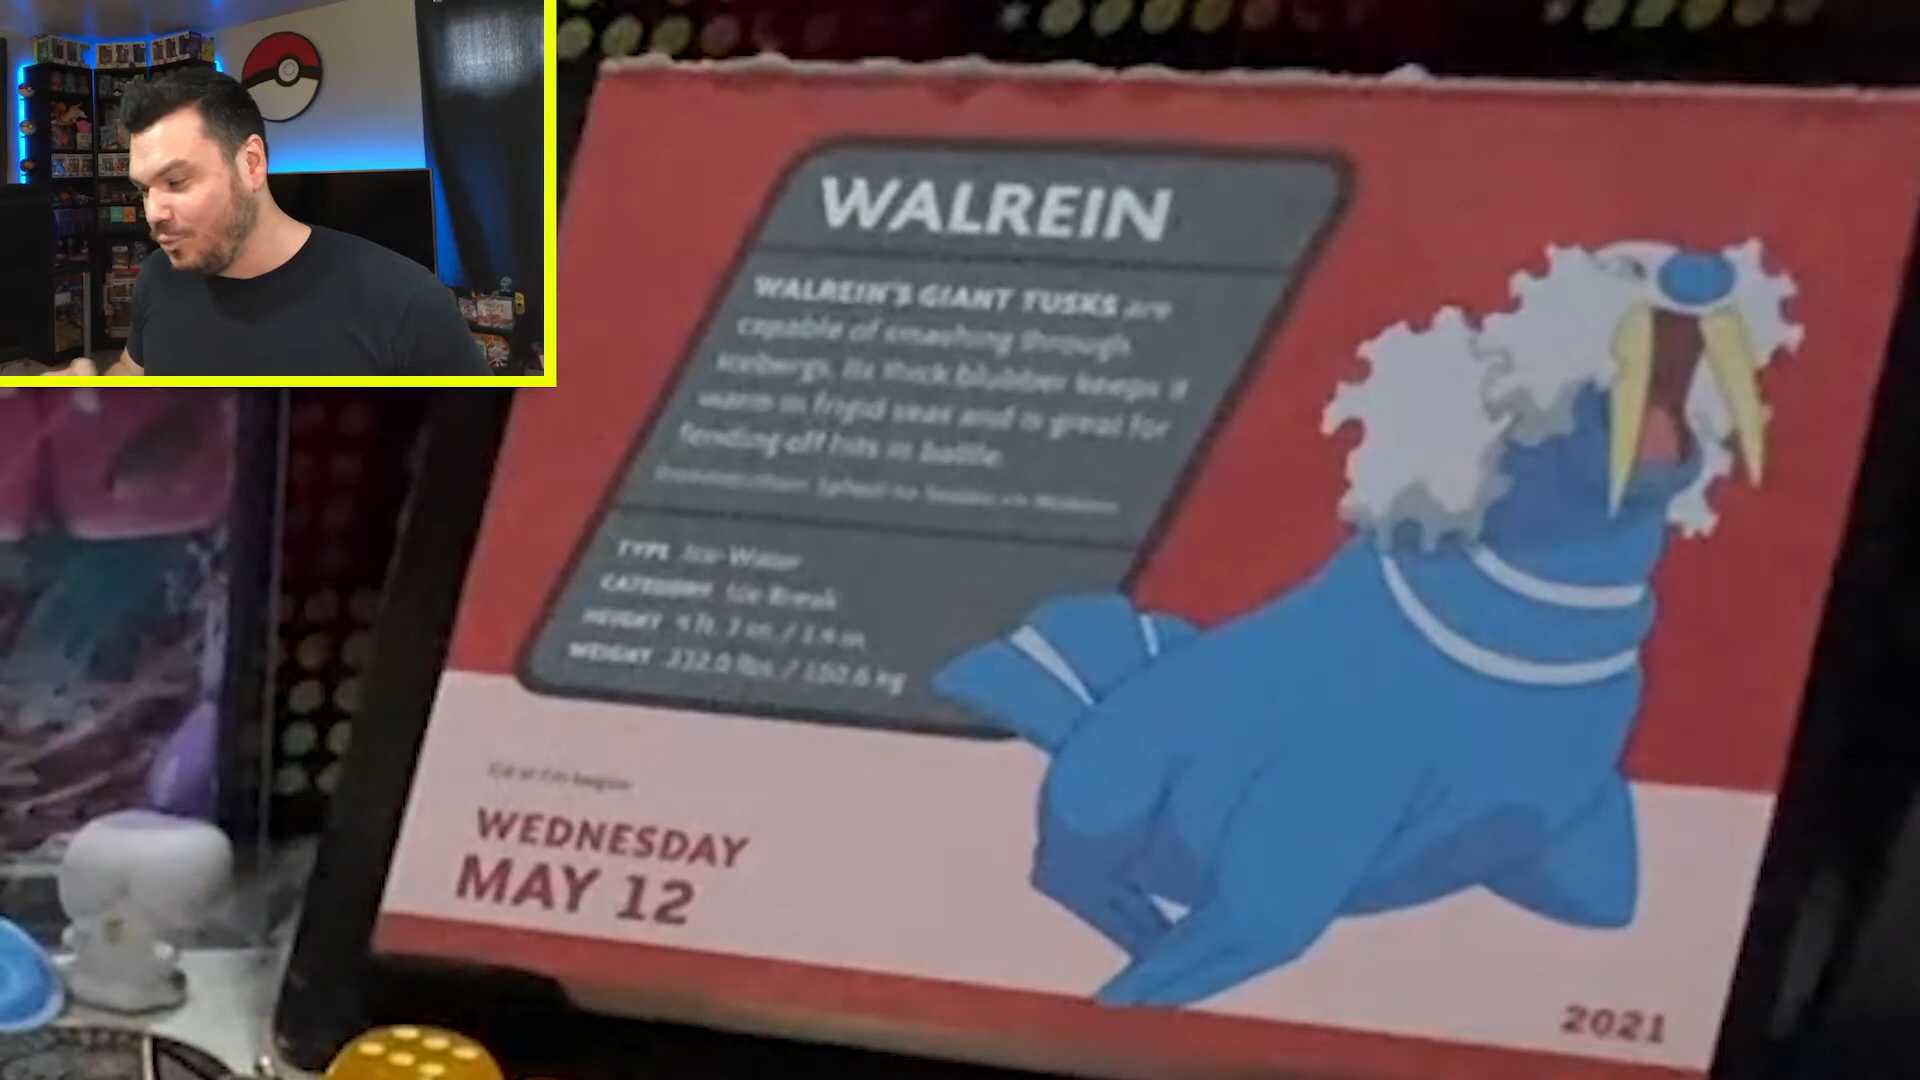 WALREIN
WALREIN'S GIANT TUSKS are
capable of smashing through
icebergs. Its thick blubber keeps it
warm in frigid seas and is great for
fending off hits in battle.
TYPE Ice-Water
CATEGORY Ice Break
HEIGHT 4 ft. 7 in. / 1.4 m
WEIGHT 332.0 lbs. / 150.6 kg
WEDNESDAY
MAY 12
2021